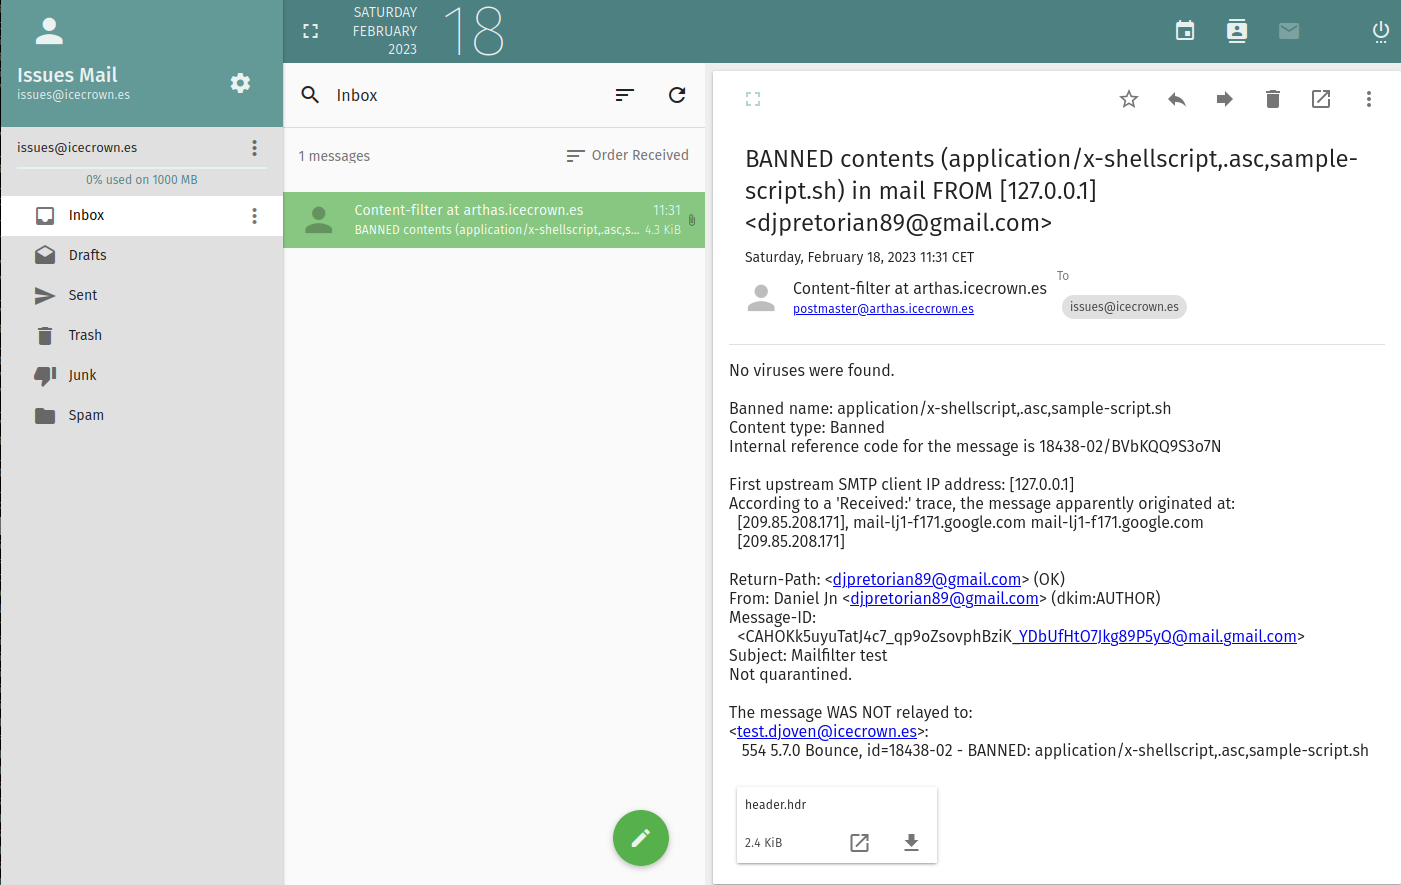 Issues Mail
issues@icecrown.es
SATURDAY
FEBRUARY
2023
18
issues@icecrown.es
0% used on 1000 MB
Inbox
Drafts
Sent
Trash
Junk
Spam
Inbox
1 messages
Order Received
Content-filter at arthas.icecrown.es 11:31
BANNED contents (application/x-shellscript,.asc,s... 4.3 KiB
BANNED contents (application/x-shellscript,.asc,sample-
script.sh) in mail FROM [127.0.0.1]
<djpretorian89@gmail.com>
Saturday, February 18, 2023 11:31 CET
Content-filter at arthas.icecrown.es
postmaster@arthas.icecrown.es
To
issues@icecrown.es
No viruses were found.
Banned name: application/x-shellscript,.asc,sample-script.sh
Content type: Banned
Internal reference code for the message is 18438-02/BVbKQQ9S3o7N
First upstream SMTP client IP address: [127.0.0.1]
According to a 'Received:' trace, the message apparently originated at:
[209.85.208.171], mail-lj1-f171.google.com mail-lj1-f171.google.com
[209.85.208.171]
Return-Path: <djpretorian89@gmail.com> (OK)
From: Daniel Jn <djpretorian89@gmail.com> (dkim:AUTHOR)
Message-ID:
<CAHOKk5uyuTatJ4c7_qp9oZsovphBziK_YDbUfHtO7Jkg89P5yQ@mail.gmail.com>
Subject: Mailfilter test
Not quarantined.
The message WAS NOT relayed to:
<test.djoven@icecrown.es>:
554 5.7.0 Bounce, id=18438-02 - BANNED: application/x-shellscript,.asc,sample-script.sh
header.hdr
2.4 KiB